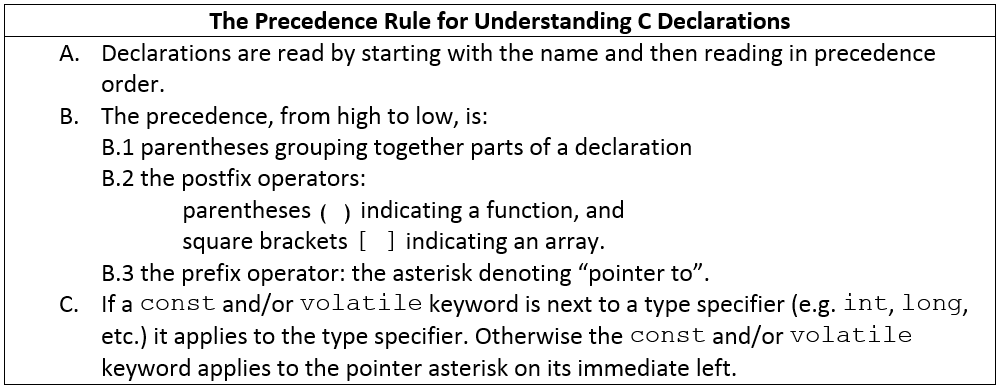 The Precedence Rule for Understanding C Declarations
A. Declarations are read by starting with the name and then reading in precedence
order.
B. The precedence, from high to low, is:
B.1 parentheses grouping together parts of a declaration
B.2 the postfix operators:
parentheses ( ) indicating a function, and
square brackets [ ] indicating an array.
B.3 the prefix operator: the asterisk denoting “pointer to”.
C. If a const and/or volatile keyword is next to a type specifier (e.g. int, long,
etc.) it applies to the type specifier. Otherwise the const and/or volatile
keyword applies to the pointer asterisk on its immediate left.